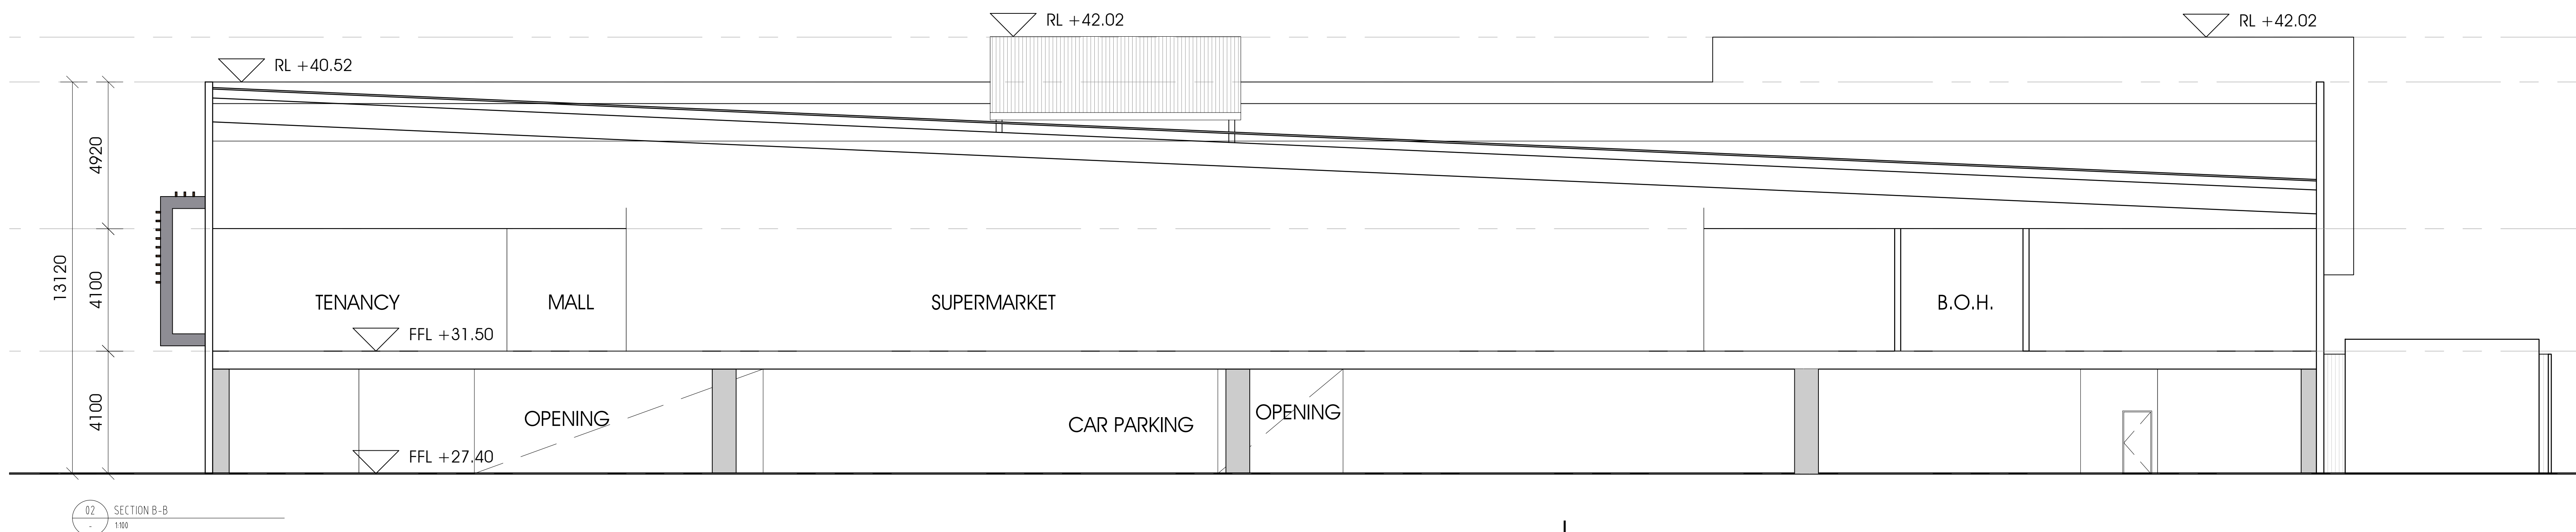 RL +42.02
RL +42.02
RL +40.52
4920
13120
4100
TENANCY
MALL
SUPERMARKET
B.O.H.
FFL +31.50
4100
OPENING
CAR PARKING
OPENING
FFL +27.40
02
SECTION B-B
-
1:100